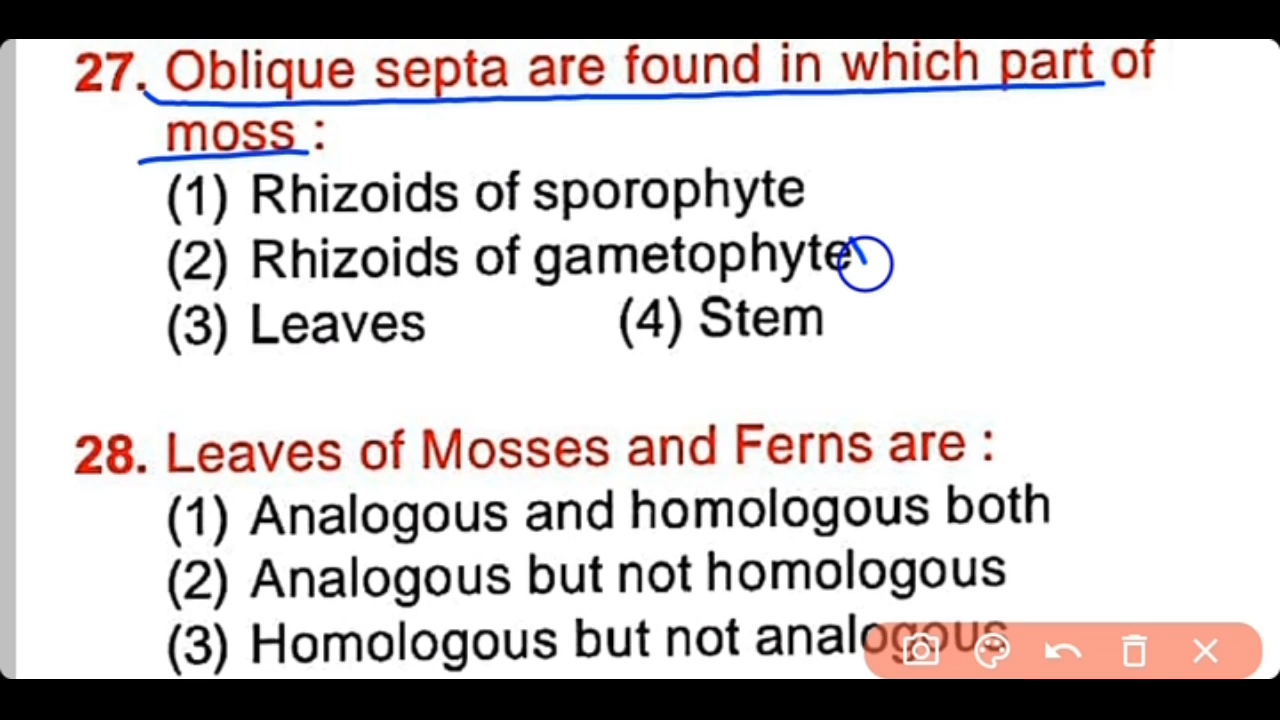 27. Oblique septa are found in which part of
moss :
(1) Rhizoids of sporophyte
(2) Rhizoids of gametophyte
(3) Leaves (4) Stem
28. Leaves of Mosses and Ferns are :
(1) Analogous and homologous both
(2) Analogous but not homologous
(3) Homologous but not analogous